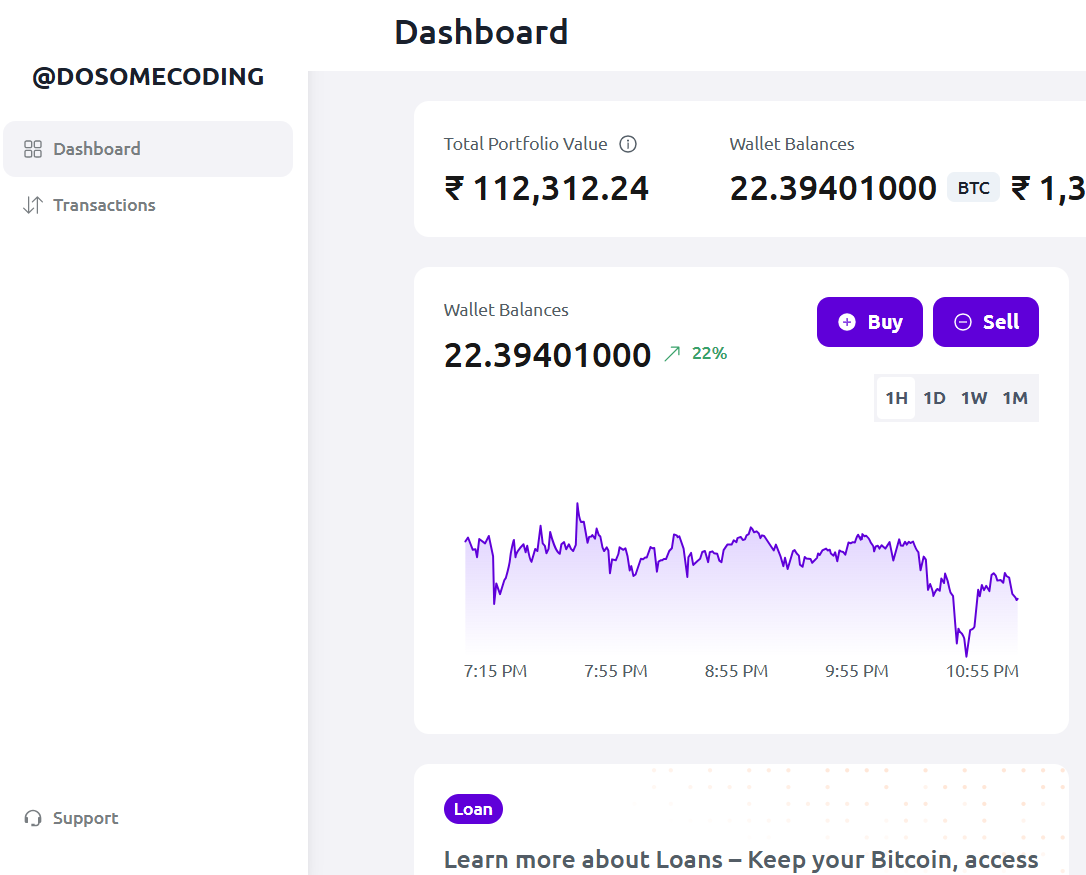 Dashboard
@DOSOMECODING
Dashboard
Transactions
Support
Total Portfolio Value
₹ 112,312.24
Wallet Balances
22.39401000 BTC ₹ 1,3
Wallet Balances
22.39401000 22%
Buy
Sell
1H 1D 1W 1M
7:15 PM 7:55 PM 8:55 PM 9:55 PM 10:55 PM
Loan
Learn more about Loans – Keep your Bitcoin, access